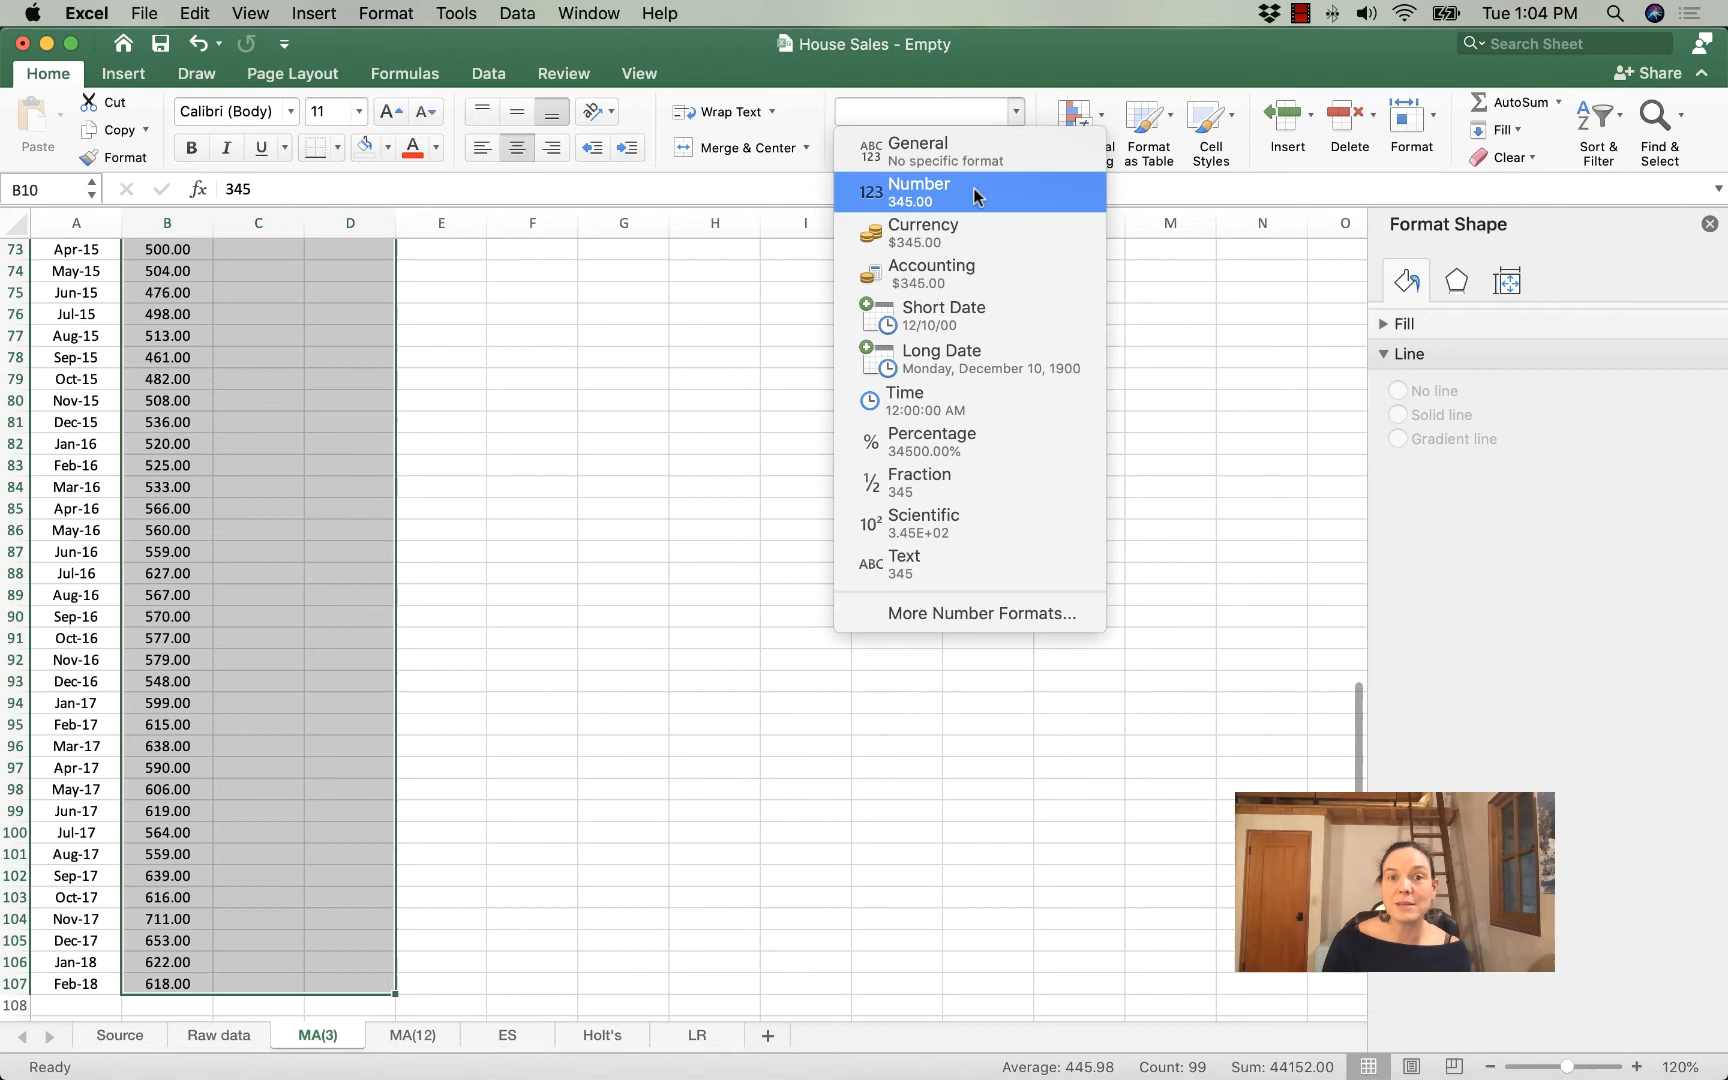 Excel File Edit View Insert Format Tools Data Window Help Tue 1:04 PM
House Sales - Empty
Search Sheet
Home Insert Draw Page Layout Formulas Data Review View Share
Paste
Cut
Copy
Format
Calibri (Body) 11
A A
B I U A
Wrap Text
Merge & Center
Format
as Table
Cell
Styles
Insert
Delete
Format
AutoSum
Fill
Clear
Sort &
Filter
Find &
Select
B10 fx 345
A B C D E F G H I M N O
73 Apr-15 500.00
74 May-15 504.00
75 Jun-15 476.00
76 Jul-15 498.00
77 Aug-15 513.00
78 Sep-15 461.00
79 Oct-15 482.00
80 Nov-15 508.00
81 Dec-15 536.00
82 Jan-16 520.00
83 Feb-16 525.00
84 Mar-16 533.00
85 Apr-16 566.00
86 May-16 560.00
87 Jun-16 559.00
88 Jul-16 627.00
89 Aug-16 567.00
90 Sep-16 570.00
91 Oct-16 577.00
92 Nov-16 579.00
93 Dec-16 548.00
94 Jan-17 599.00
95 Feb-17 615.00
96 Mar-17 638.00
97 Apr-17 590.00
98 May-17 606.00
99 Jun-17 619.00
100 Jul-17 564.00
101 Aug-17 559.00
102 Sep-17 639.00
103 Oct-17 616.00
104 Nov-17 711.00
105 Dec-17 653.00
106 Jan-18 622.00
107 Feb-18 618.00
108
ABC
123
General
No specific format
123 Number
345.00
Currency
$345.00
Accounting
$345.00
Short Date
12/10/00
Long Date
Monday, December 10, 1900
Time
12:00:00 AM
% Percentage
34500.00%
½ Fraction
345
10² Scientific
3.45E+02
ABC Text
345
More Number Formats...
Format Shape
Fill
Line
No line
Solid line
Gradient line
Source Raw data MA(3) MA(12) ES Holt's LR +
Ready Average: 445.98 Count: 99 Sum: 44152.00 120%